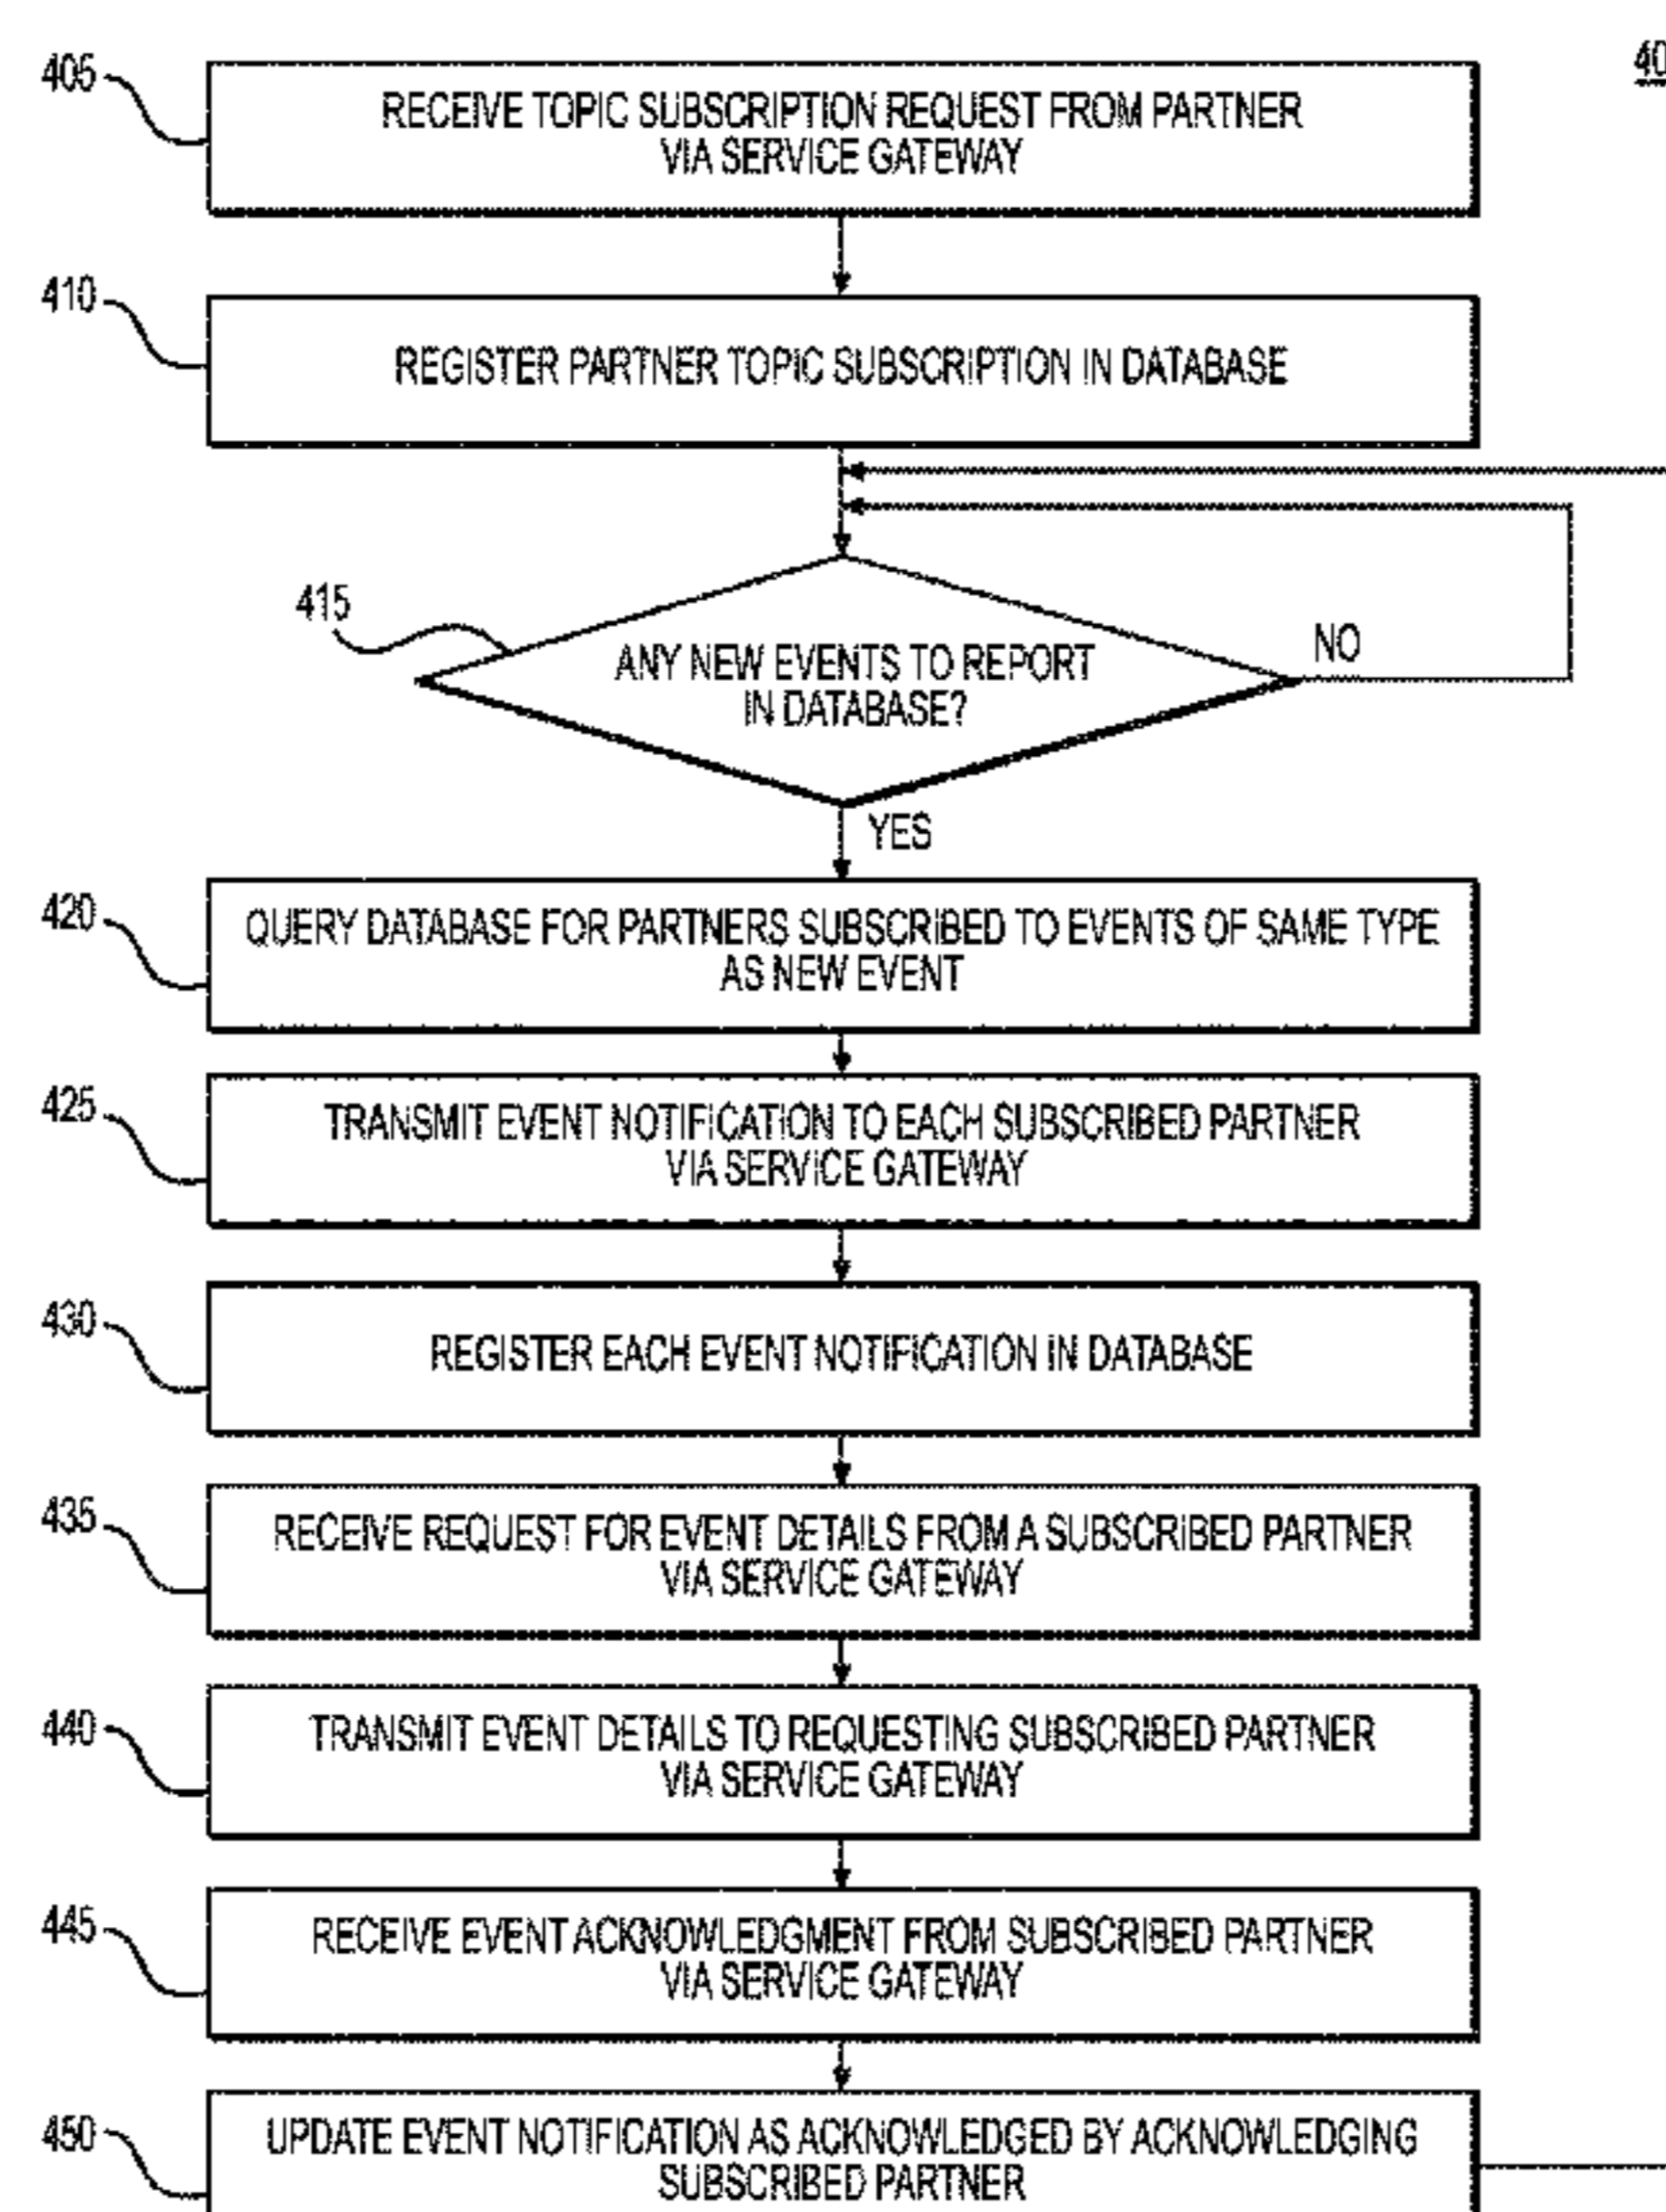 405
40
RECEIVE TOPIC SUBSCRIPTION REQUEST FROM PARTNER
VIA SERVICE GATEWAY
410
REGISTER PARTNER TOPIC SUBSCRIPTION IN DATABASE
415
ANY NEW EVENTS TO REPORT
IN DATABASE?
NO
YES
420
QUERY DATABASE FOR PARTNERS SUBSCRIBED TO EVENTS OF SAME TYPE
AS NEW EVENT
425
TRANSMIT EVENT NOTIFICATION TO EACH SUBSCRIBED PARTNER
VIA SERVICE GATEWAY
430
REGISTER EACH EVENT NOTIFICATION IN DATABASE
435
RECEIVE REQUEST FOR EVENT DETAILS FROM A SUBSCRIBED PARTNER
VIA SERVICE GATEWAY
440
TRANSMIT EVENT DETAILS TO REQUESTING SUBSCRIBED PARTNER
VIA SERVICE GATEWAY
445
RECEIVE EVENT ACKNOWLEDGMENT FROM SUBSCRIBED PARTNER
VIA SERVICE GATEWAY
450
UPDATE EVENT NOTIFICATION AS ACKNOWLEDGED BY ACKNOWLEDGING
SUBSCRIBED PARTNER